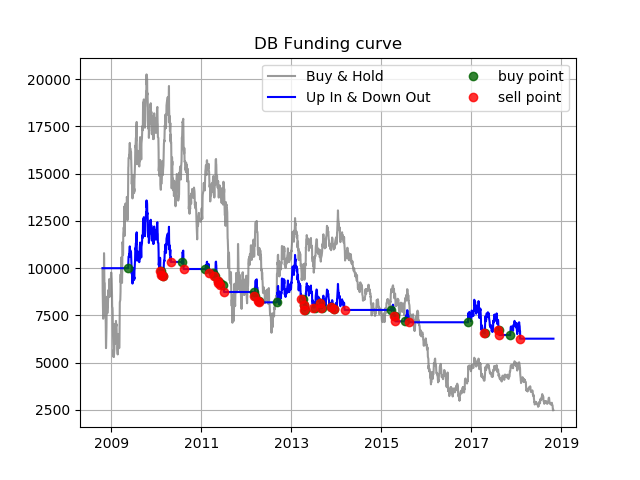 DB Funding curve
Buy & Hold
Up In & Down Out
buy point
sell point
20000
17500
15000
12500
10000
7500
5000
2500
2009 2011 2013 2015 2017 2019